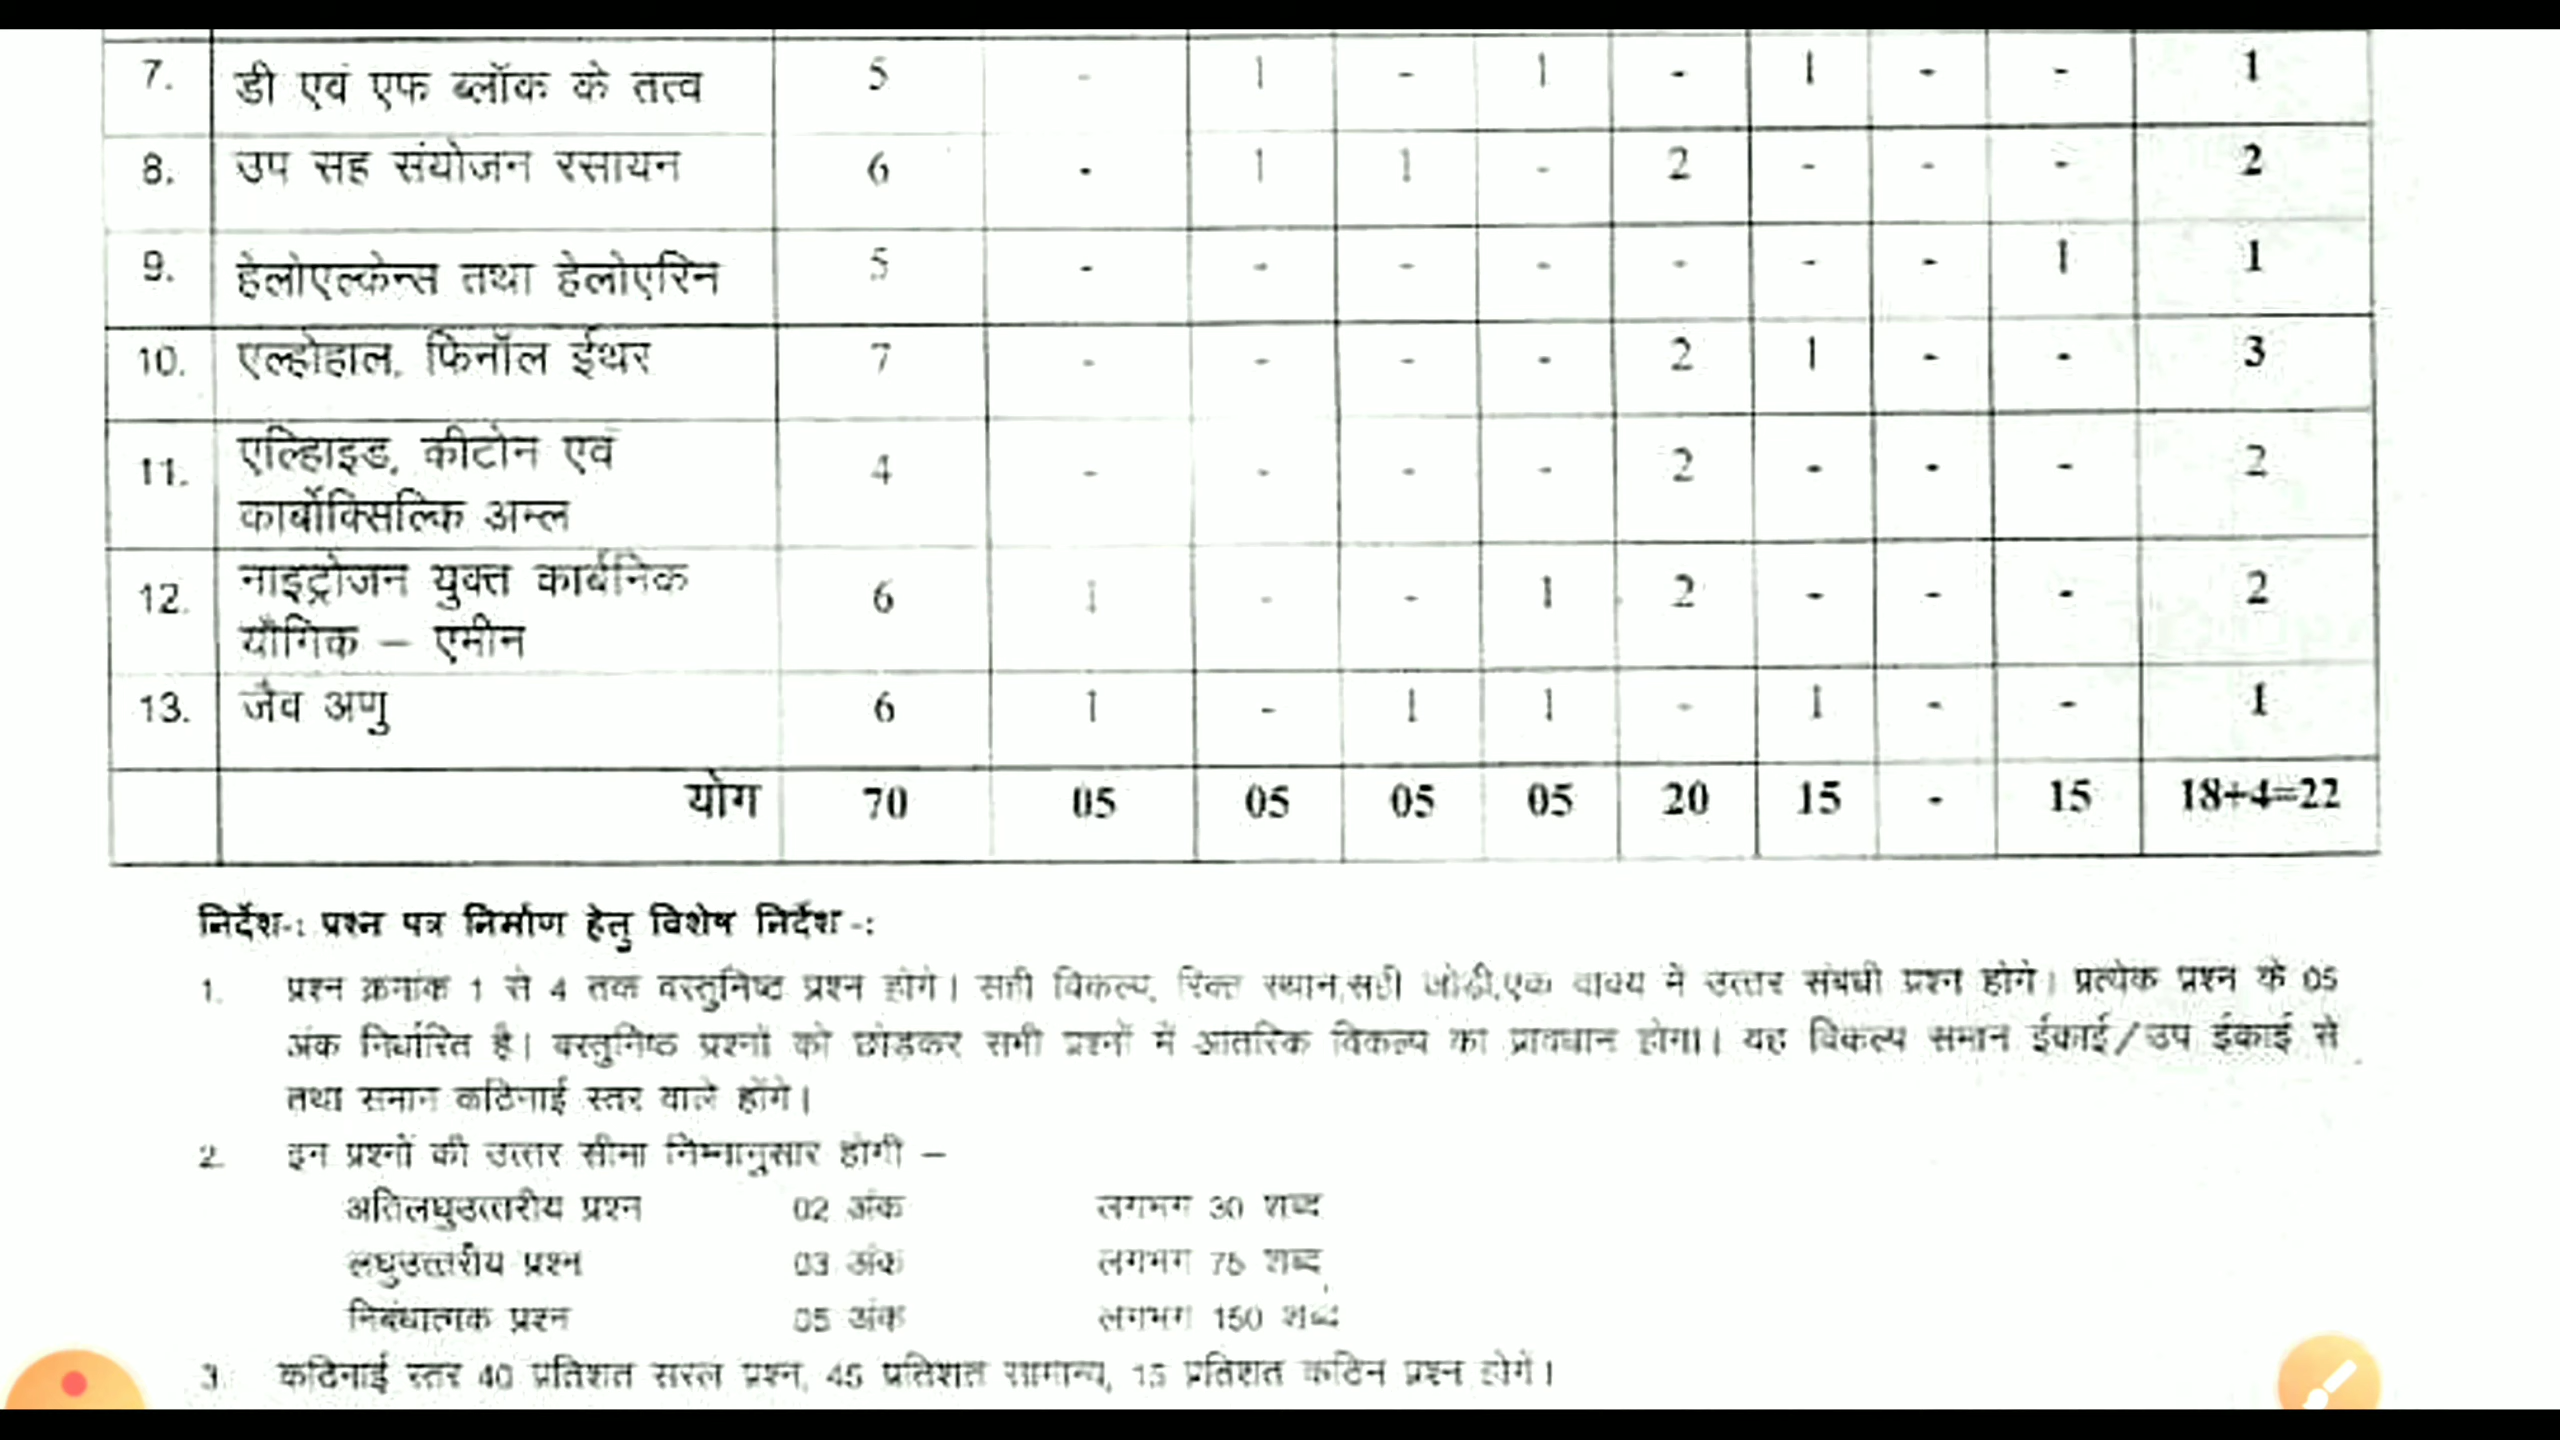 7. डी एवं एफ ब्लॉक के तत्व 5 - 1 - 1 - 1 - - 1
8. उप सह संयोजन रसायन 6 - 1 1 - 2 - - - 2
9. हेलोएल्केन्स तथा हेलोएरिन 5 - - - - - - - 1 1
10. एल्होहाल, फिनॉल ईथर 7 - - - - 2 1 - - 3
11. एल्हिाइड, कीटोन एवं
कार्बोक्सिल्कि अन्ल 4 - - - - 2 - - - 2
12. नाइट्रोजन युक्त कार्बनिक
यौगिक – एमीन 6 1 - - 1 2 - - - 2
13. जैव अणु 6 1 - 1 1 - 1 - - 1
योग 70 05 05 05 05 20 15 - 15 18+4=22
निर्देश-: प्रश्न पत्र निर्माण हेतु विशेष निर्देश-:
1. प्रश्न क्रमांक 1 से 4 तक वस्तुनिष्ठ प्रश्न होंगे। सही विकल्प, रिक्त स्थान,सही जोड़ी,एक वाक्य में उत्तर संबधी प्रश्न होंगे। प्रत्येक प्रश्न के 05
अंक निर्धारित है। वस्तुनिष्ठ प्रश्नों को छोड़कर सभी प्रश्नों में आंतरिक विकल्प का प्रावधान होगा। यह विकल्प समान ईकाई/उप ईकाई से
तथा समान कठिनाई स्तर वाले होंगे।
2. इन प्रश्नों की उत्तर सीमा निम्नानुसार होगी –
अतिलघुउत्तरीय प्रश्न 02 अंक लगभग 30 शब्द
लघुउत्तरीय प्रश्न 03 अंक लगभग 75 शब्द
निबंधात्मक प्रश्न 05 अंक लगभग 150 शब्द
3. कठिनाई स्तर 40 प्रतिशत सरल प्रश्न, 45 प्रतिशत सामान्य, 15 प्रतिशत कठिन प्रश्न होगें।